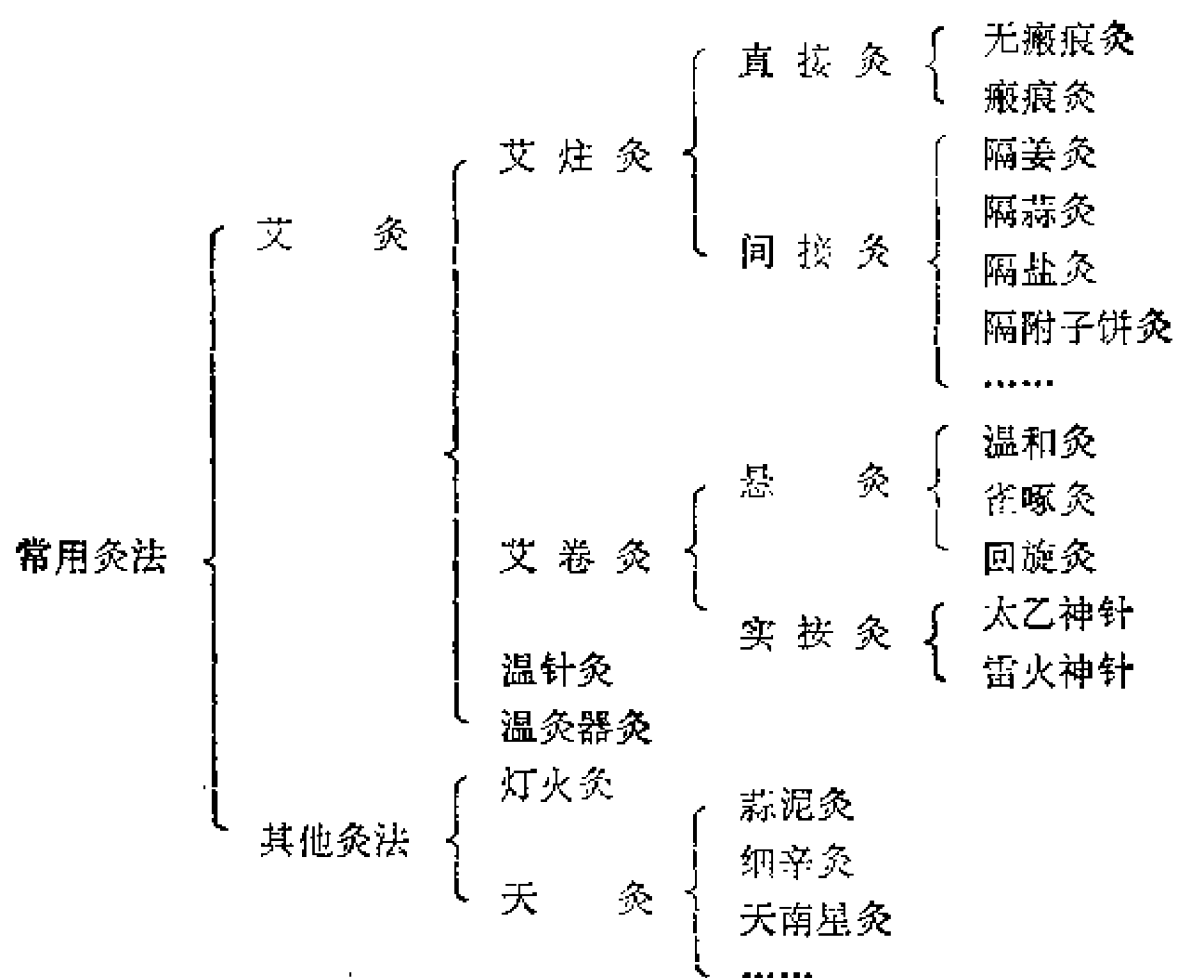 直接灸
无瘢痕灸
瘢痕灸
艾炷灸
隔姜灸
隔蒜灸
艾灸
间接灸
隔盐灸
隔附子饼灸
……
温和灸
悬灸
雀啄灸
常用灸法
艾卷灸
回旋灸
太乙神针
实按灸
温针灸
雷火神针
温灸器灸
灯火灸
蒜泥灸
其他灸法
细辛灸
天灸
天南星灸
……